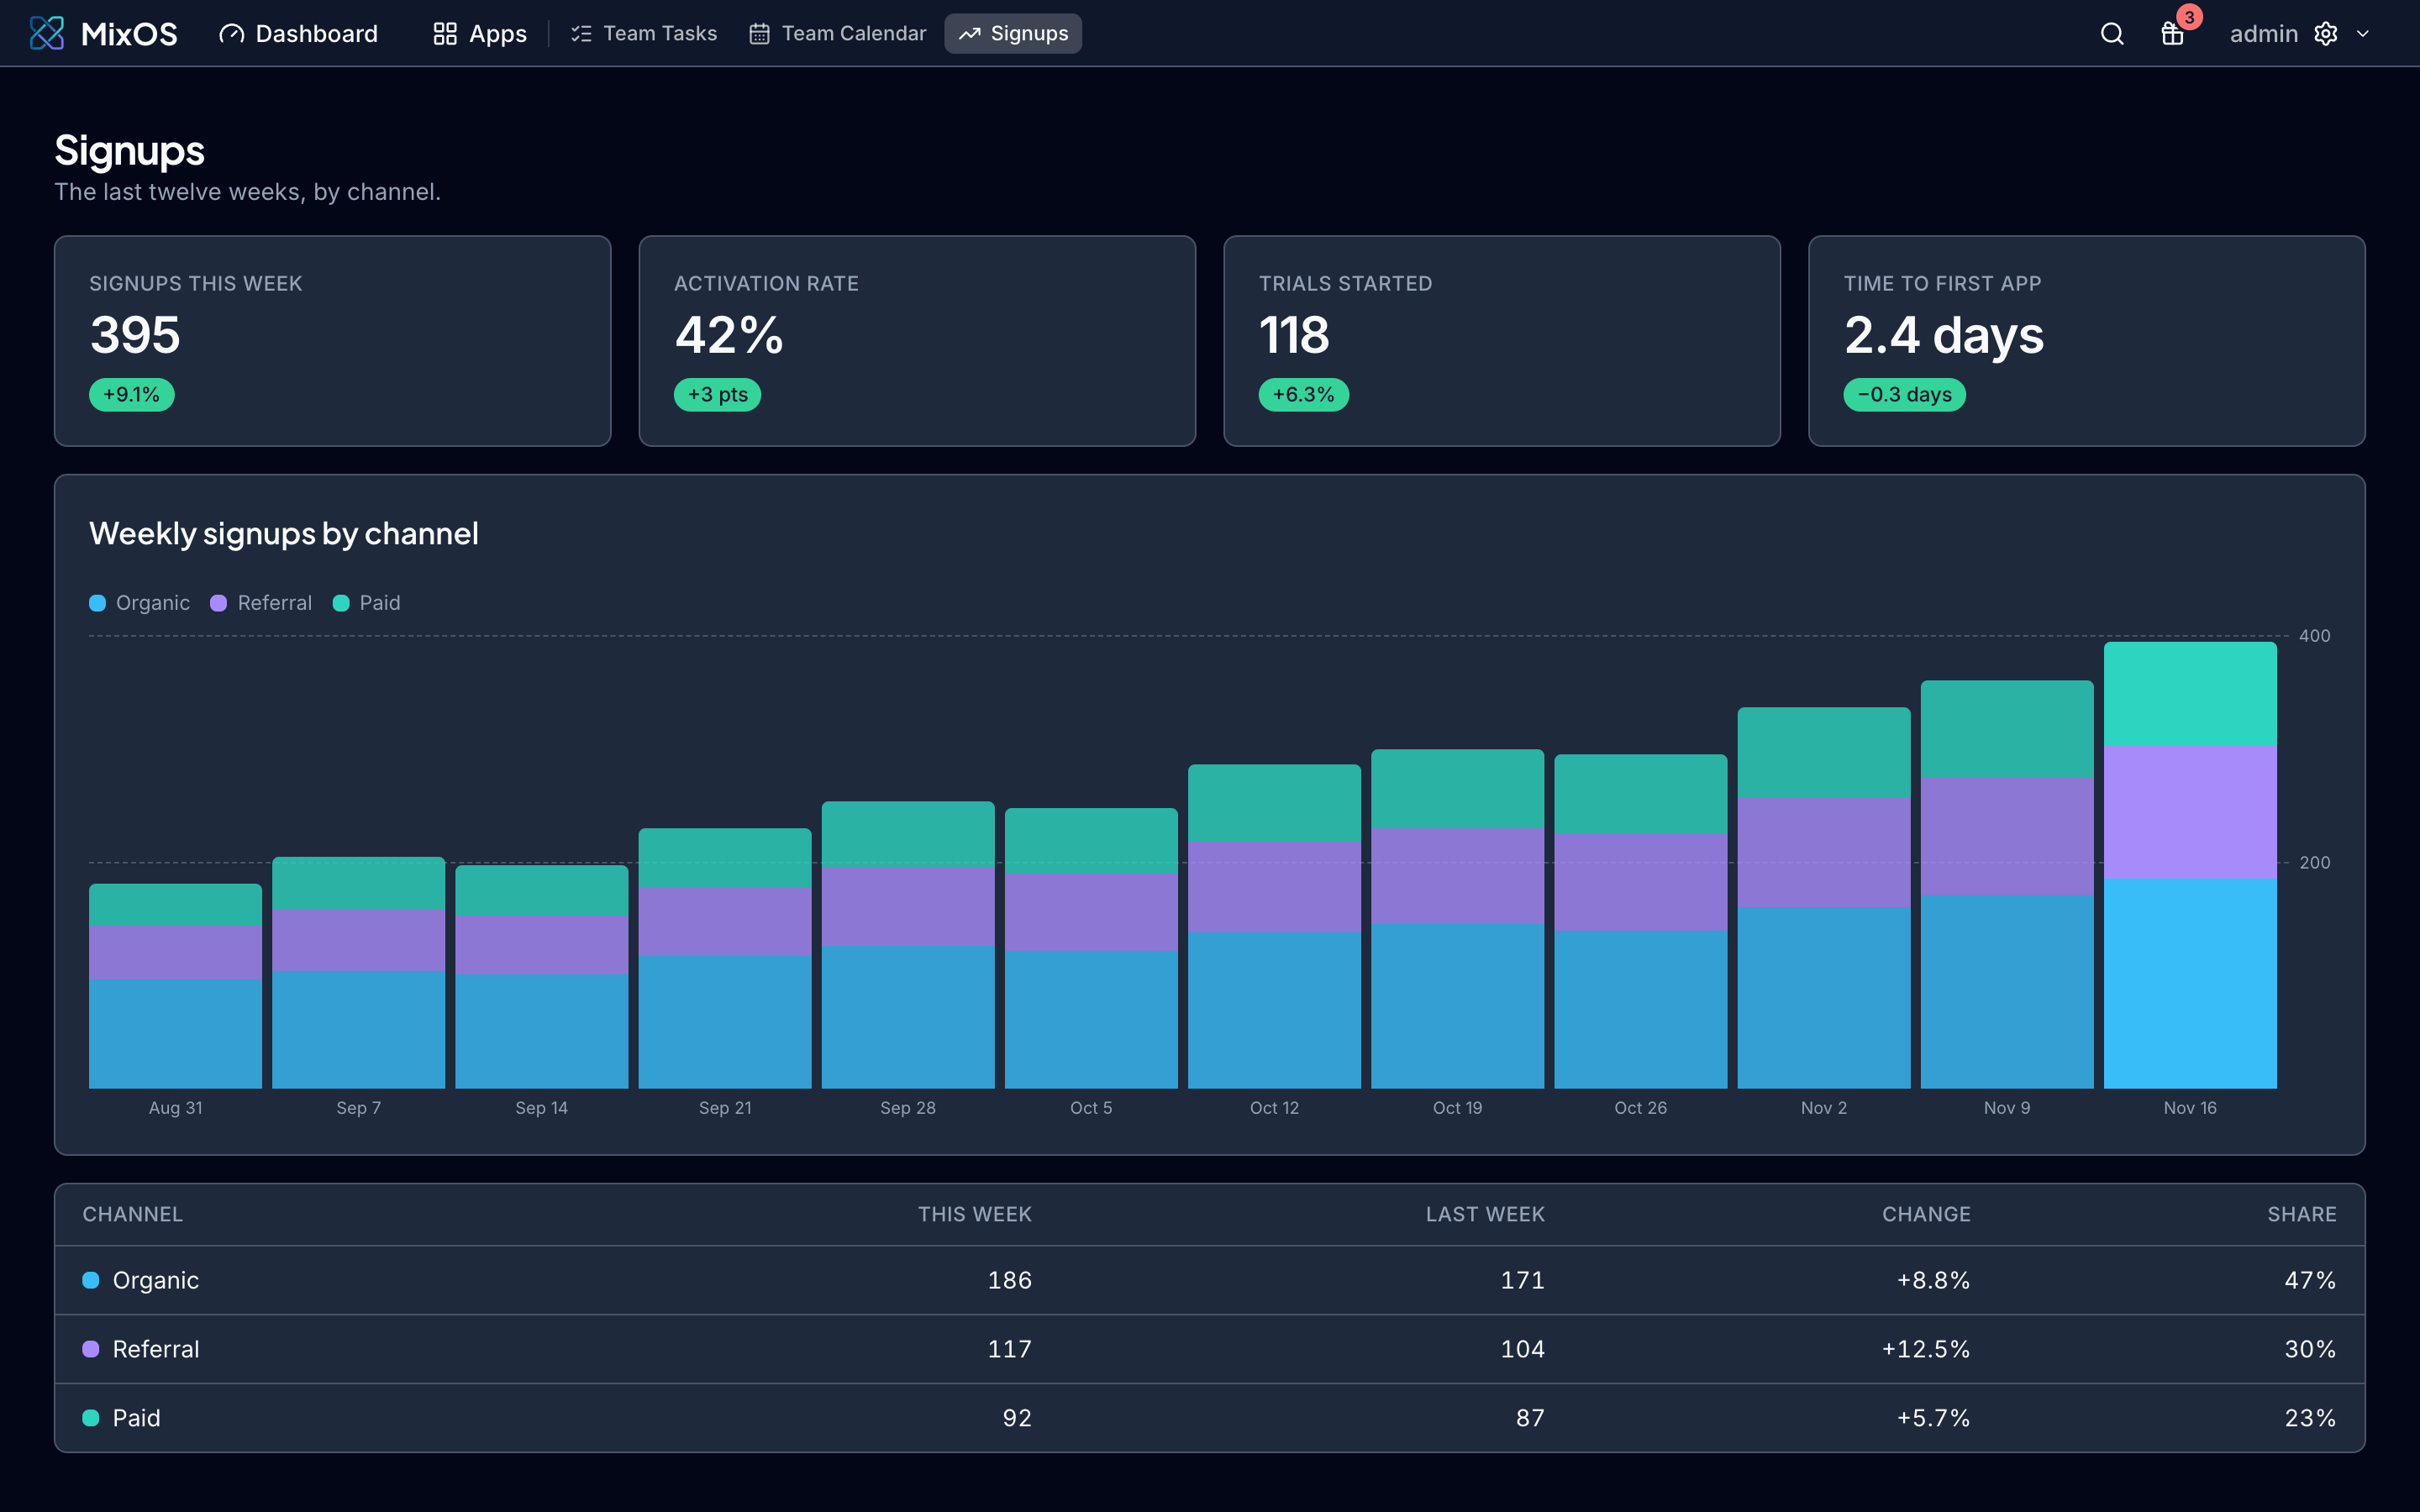 MixOS Dashboard Apps Team Tasks Team Calendar Signups 3 admin
Signups
The last twelve weeks, by channel.
SIGNUPS THIS WEEK
395
+9.1%
ACTIVATION RATE
42%
+3 pts
TRIALS STARTED
118
+6.3%
TIME TO FIRST APP
2.4 days
−0.3 days
Weekly signups by channel
Organic Referral Paid
400
200
Aug 31 Sep 7 Sep 14 Sep 21 Sep 28 Oct 5 Oct 12 Oct 19 Oct 26 Nov 2 Nov 9 Nov 16
CHANNEL THIS WEEK LAST WEEK CHANGE SHARE
Organic 186 171 +8.8% 47%
Referral 117 104 +12.5% 30%
Paid 92 87 +5.7% 23%